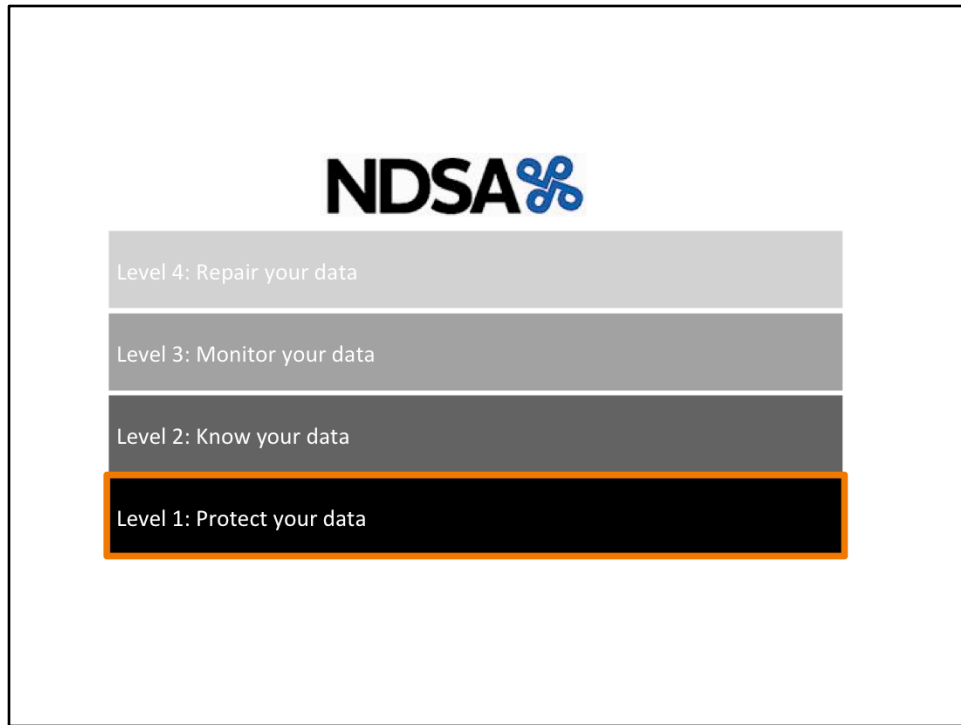 NDSA
Level 4: Repair your data
Level 3: Monitor your data
Level 2: Know your data
Level 1: Protect your data